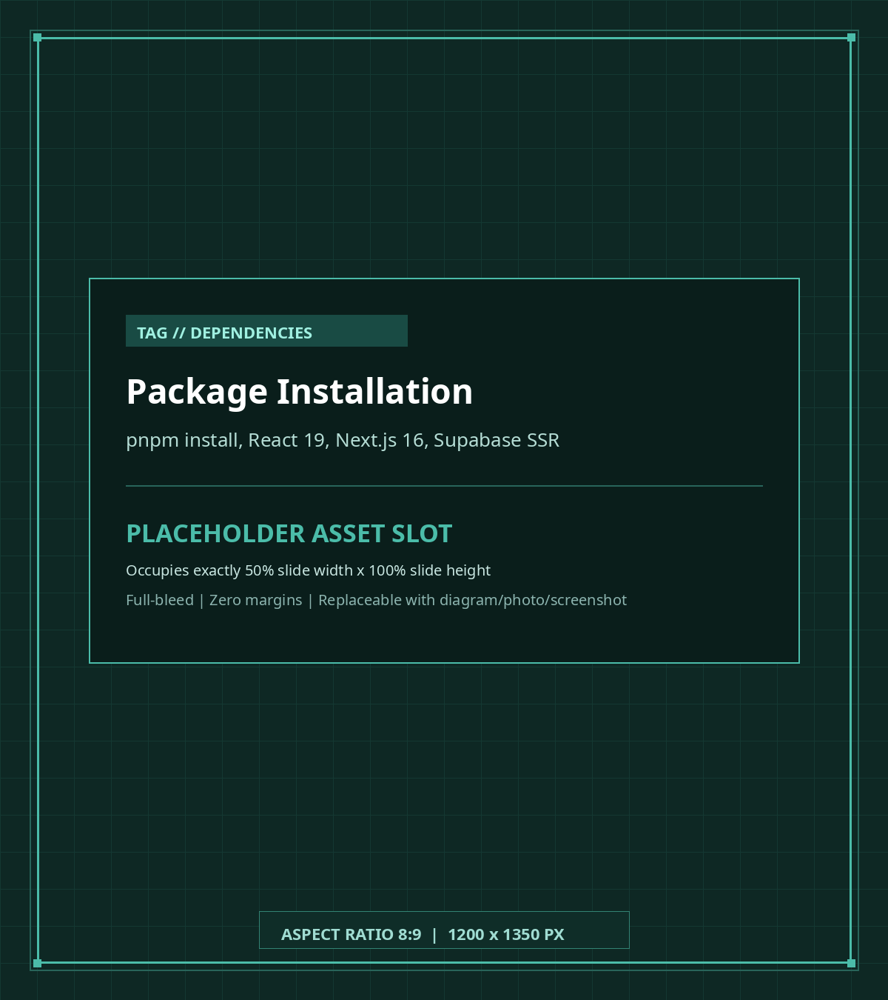 TAG // DEPENDENCIES
Package Installation
pnpm install, React 19, Next.js 16, Supabase SSR
PLACEHOLDER ASSET SLOT
Occupies exactly 50% slide width x 100% slide height
Full-bleed | Zero margins | Replaceable with diagram/photo/screenshot
ASPECT RATIO 8:9 | 1200 x 1350 PX